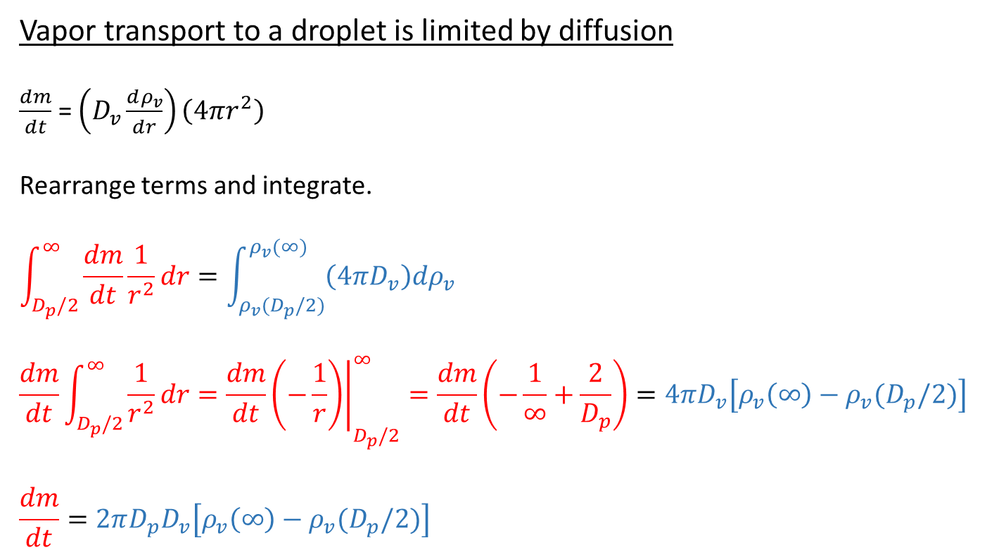 Vapor transport to a droplet is limited by diffusion
$\frac{dm}{dt} = \left(D_v \frac{d\rho_v}{dr}\right)(4\pi r^2)$
Rearrange terms and integrate.
$\int_{D_p/2}^{\infty} \frac{dm}{dt} \frac{1}{r^2} dr = \int_{\rho_v(D_p/2)}^{\rho_v(\infty)} (4\pi D_v) d\rho_v$
$\frac{dm}{dt} \int_{D_p/2}^{\infty} \frac{1}{r^2} dr = \frac{dm}{dt} \left(-\frac{1}{r}\right)\Big|_{D_p/2}^{\infty} = \frac{dm}{dt} \left(-\frac{1}{\infty} + \frac{2}{D_p}\right) = 4\pi D_v [\rho_v(\infty) - \rho_v(D_p/2)]$
$\frac{dm}{dt} = 2\pi D_p D_v [\rho_v(\infty) - \rho_v(D_p/2)]$